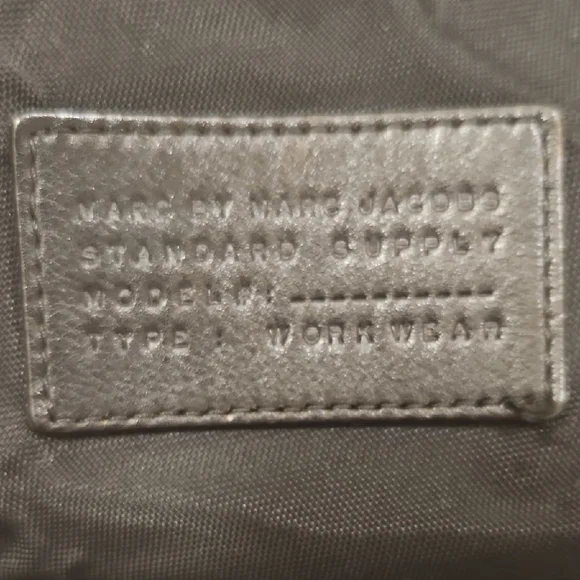 MARC BY MARC JACOBS
STANDARD SUPPLY
MODEL#:----------
TYPE: WORKWEAR